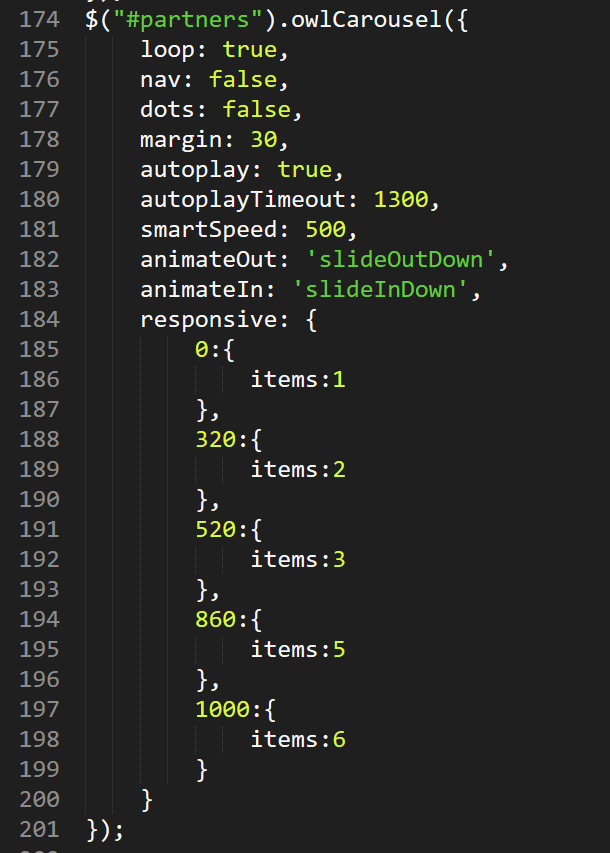 174 $("#partners").owlCarousel({
175     loop: true,
176     nav: false,
177     dots: false,
178     margin: 30,
179     autoplay: true,
180     autoplayTimeout: 1300,
181     smartSpeed: 500,
182     animateOut: 'slideOutDown',
183     animateIn: 'slideInDown',
184     responsive: {
185         0:{
186             items:1
187         },
188         320:{
189             items:2
190         },
191         520:{
192             items:3
193         },
194         860:{
195             items:5
196         },
197         1000:{
198             items:6
199         }
200     }
201 });